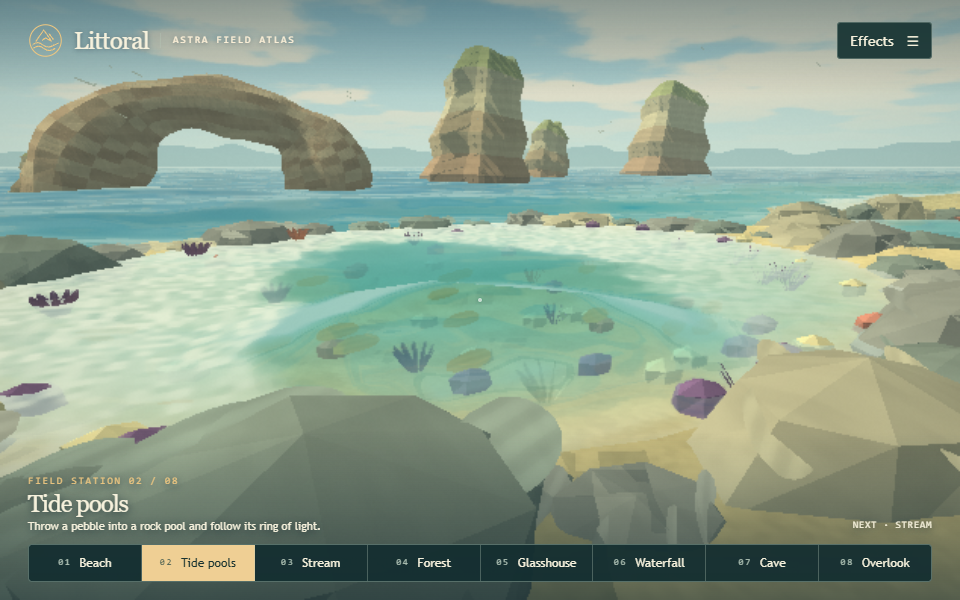 Littoral
ASTRA FIELD ATLAS
Effects
FIELD STATION 02 / 08
Tide pools
Throw a pebble into a rock pool and follow its ring of light.
NEXT · STREAM
01 Beach
02 Tide pools
03 Stream
04 Forest
05 Glasshouse
06 Waterfall
07 Cave
08 Overlook